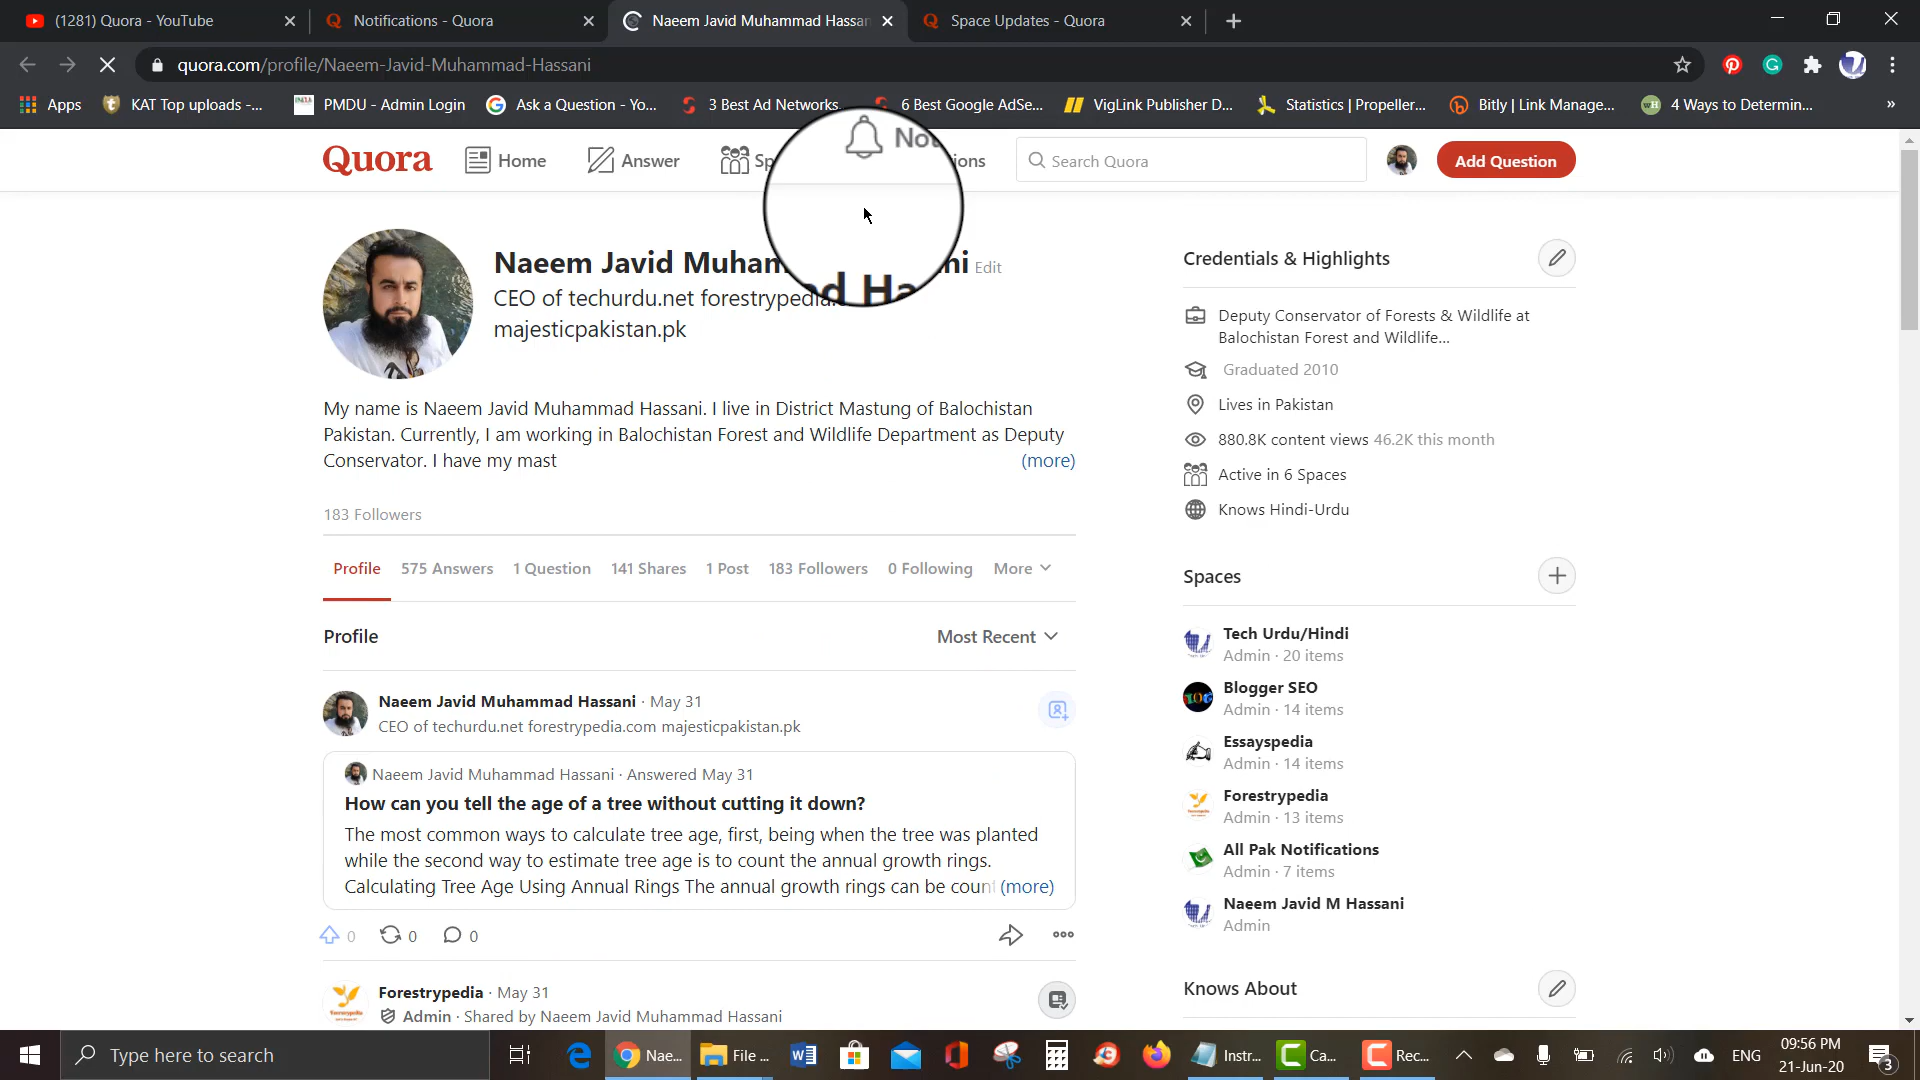 (1281) Quora - YouTube
Notifications - Quora
Naeem Javid Muhammad Hassan
Space Updates - Quora
quora.com/profile/Naeem-Javid-Muhammad-Hassani
Apps
KAT Top uploads -...
PMDU - Admin Login
Ask a Question - Yo...
3 Best Ad Networks
6 Best Google AdSe...
VigLink Publisher D...
Statistics | Propeller...
Bitly | Link Manage...
4 Ways to Determin...
»
Quora
Home
Answer
Sp
Not
ions
Search Quora
Add Question
Naeem Javid Muham
d Ha
ni Edit
CEO of techurdu.net forestrypedia.
majesticpakistan.pk
My name is Naeem Javid Muhammad Hassani. I live in District Mastung of Balochistan
Pakistan. Currently, I am working in Balochistan Forest and Wildlife Department as Deputy
Conservator. I have my mast (more)
183 Followers
Profile 575 Answers 1 Question 141 Shares 1 Post 183 Followers 0 Following More
Profile
Most Recent
Naeem Javid Muhammad Hassani · May 31
CEO of techurdu.net forestrypedia.com majesticpakistan.pk
Naeem Javid Muhammad Hassani · Answered May 31
How can you tell the age of a tree without cutting it down?
The most common ways to calculate tree age, first, being when the tree was planted
while the second way to estimate tree age is to count the annual growth rings.
Calculating Tree Age Using Annual Rings The annual growth rings can be count (more)
0 0 0
Forestrypedia · May 31
Admin · Shared by Naeem Javid Muhammad Hassani
Credentials & Highlights
Deputy Conservator of Forests & Wildlife at
Balochistan Forest and Wildlife...
Graduated 2010
Lives in Pakistan
880.8K content views 46.2K this month
Active in 6 Spaces
Knows Hindi-Urdu
Spaces
Tech Urdu/Hindi
Admin · 20 items
Blogger SEO
Admin · 14 items
Essayspedia
Admin · 14 items
Forestrypedia
Admin · 13 items
All Pak Notifications
Admin · 7 items
Naeem Javid M Hassani
Admin
Knows About
Type here to search
Nae...
File ...
Instr...
Ca...
Rec...
ENG
09:56 PM
21-Jun-20
3